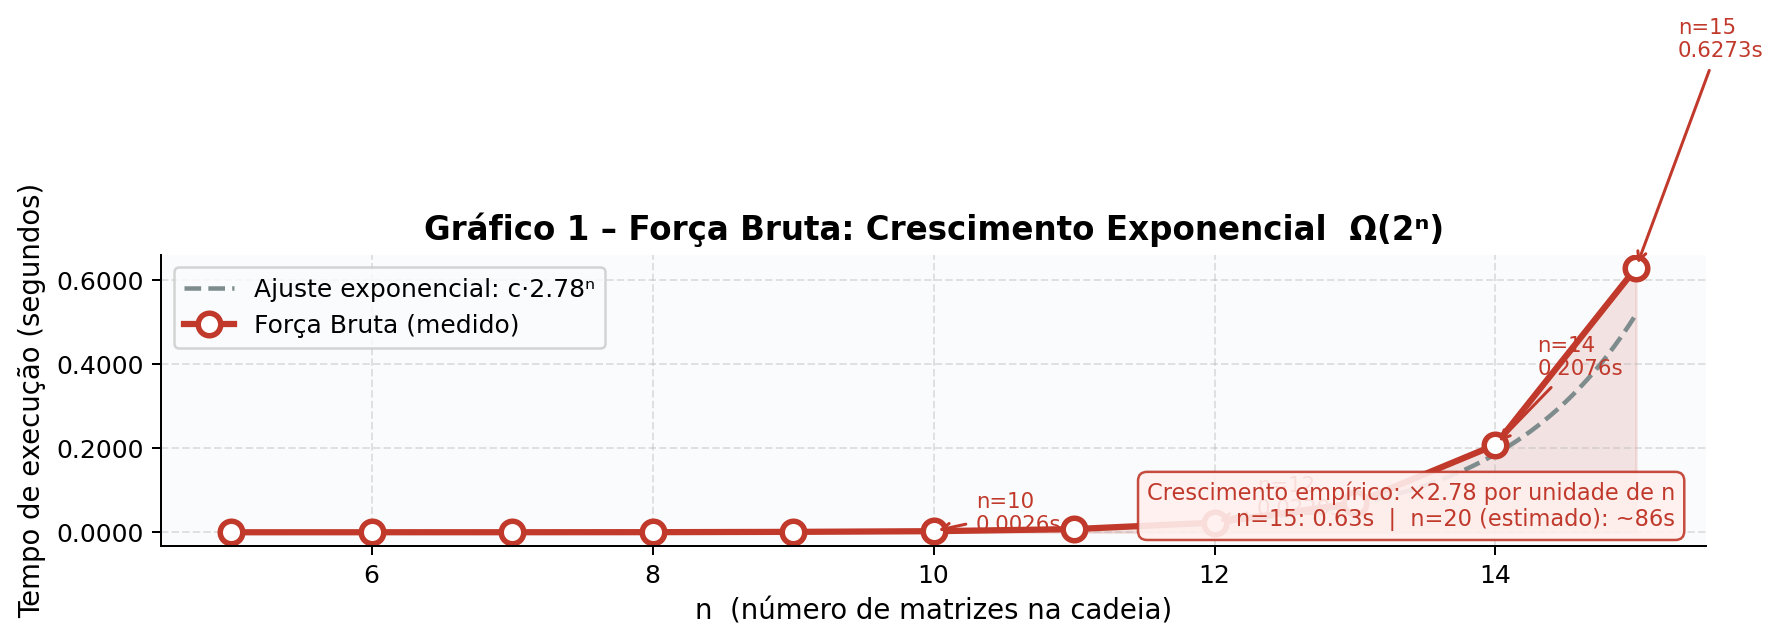 n=15
0.6273s
Gráfico 1 – Força Bruta: Crescimento Exponencial Ω(2ⁿ)
Tempo de execução (segundos)
0.6000
0.4000
0.2000
0.0000
Ajuste exponencial: c·2.78ⁿ
Força Bruta (medido)
n=14
0.2076s
n=10
0.0026s
n=12
Crescimento empírico: ×2.78 por unidade de n
n=15: 0.63s | n=20 (estimado): ~86s
6
8
10
12
14
n (número de matrizes na cadeia)